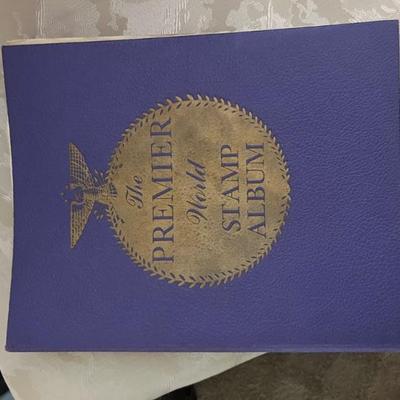 The
PREMIER
World
STAMP
ALBUM